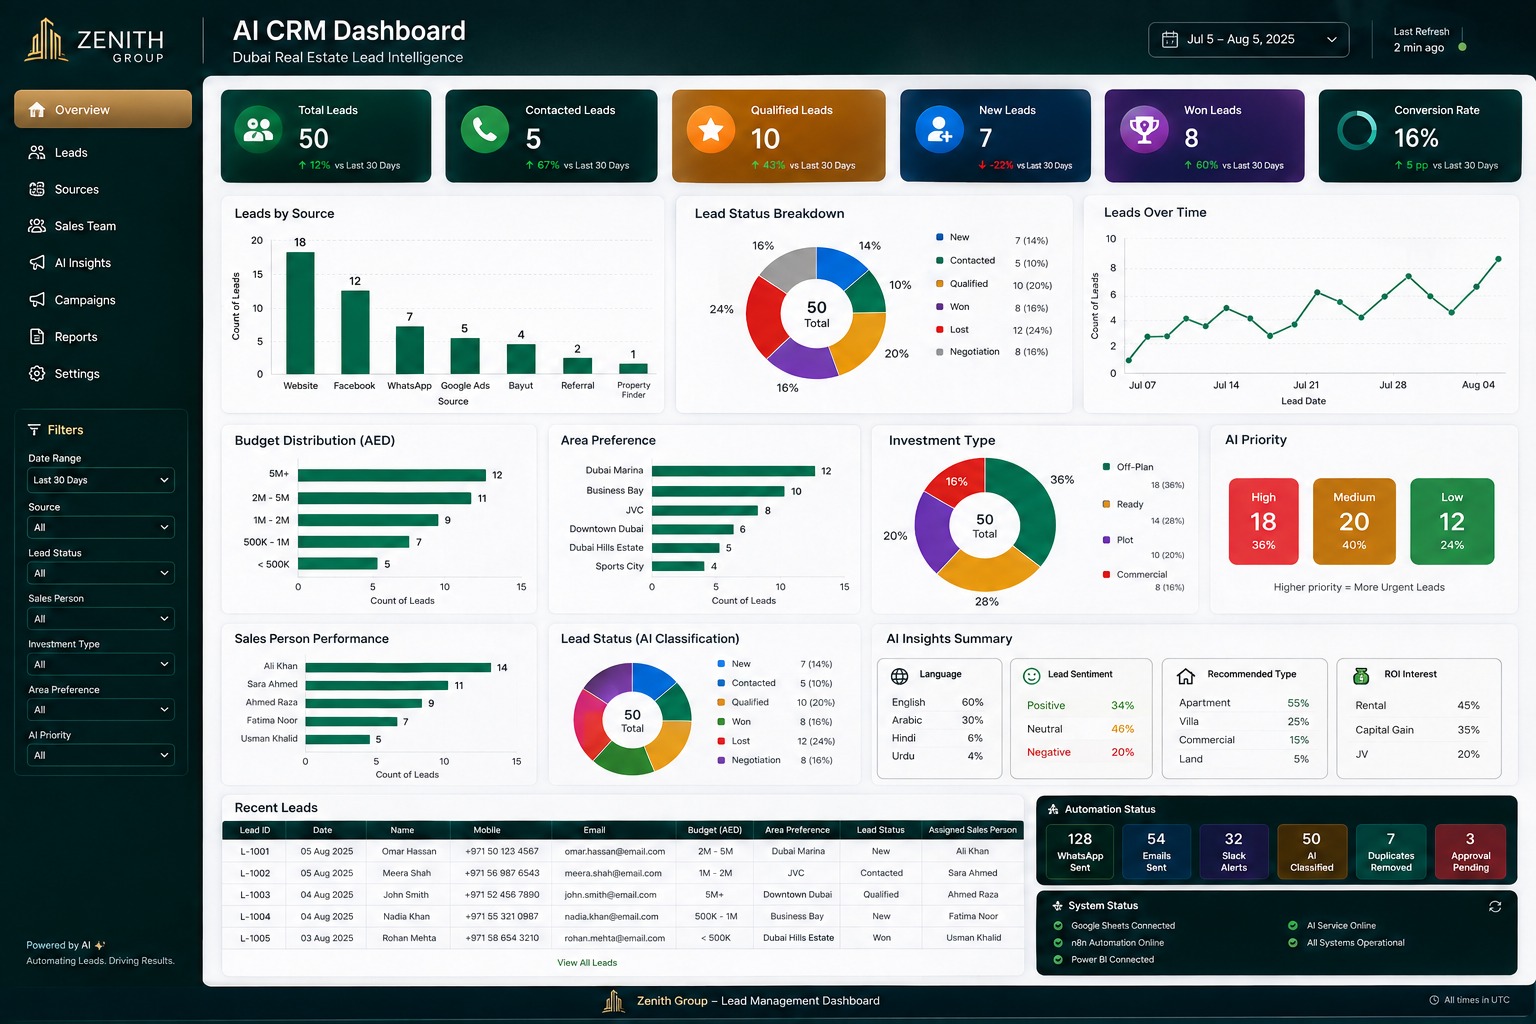 ZENITH
GROUP
AI CRM Dashboard
Dubai Real Estate Lead Intelligence
Jul 5 – Aug 5, 2025
Last Refresh
2 min ago
Overview
Leads
Sources
Sales Team
AI Insights
Campaigns
Reports
Settings
Filters
Date Range
Last 30 Days
Source
All
Lead Status
All
Sales Person
All
Investment Type
All
Area Preference
All
AI Priority
All
Powered by AI
Automating Leads. Driving Results.
Total Leads
50
↑ 12% vs Last 30 Days
Contacted Leads
5
↑ 67% vs Last 30 Days
Qualified Leads
10
↑ 43% vs Last 30 Days
New Leads
7
↓ -22% vs Last 30 Days
Won Leads
8
↑ 60% vs Last 30 Days
Conversion Rate
16%
↑ 5 pp vs Last 30 Days
Leads by Source
Count of Leads
20
15
10
5
0
18
12
7
5
4
2
1
Website
Facebook
WhatsApp
Google Ads
Bayut
Referral
Property
Finder
Source
Lead Status Breakdown
16%
14%
10%
24%
20%
16%
50
Total
New 7 (14%)
Contacted 5 (10%)
Qualified 10 (20%)
Won 8 (16%)
Lost 12 (24%)
Negotiation 8 (16%)
Leads Over Time
Count of Leads
10
8
6
4
2
0
Jul 07
Jul 14
Jul 21
Jul 28
Aug 04
Lead Date
Budget Distribution (AED)
5M+ 12
2M - 5M 11
1M - 2M 9
500K - 1M 7
< 500K 5
0 5 10 15
Count of Leads
Area Preference
Dubai Marina 12
Business Bay 10
JVC 8
Downtown Dubai 6
Dubai Hills Estate 5
Sports City 4
0 5 10 15
Count of Leads
Investment Type
16%
36%
20%
28%
50
Total
Off-Plan
18 (36%)
Ready
14 (28%)
Plot
10 (20%)
Commercial
8 (16%)
AI Priority
High
18
36%
Medium
20
40%
Low
12
24%
Higher priority = More Urgent Leads
Sales Person Performance
Ali Khan 14
Sara Ahmed 11
Ahmed Raza 9
Fatima Noor 7
Usman Khalid 5
0 5 10 15
Count of Leads
Lead Status (AI Classification)
50
Total
New 7 (14%)
Contacted 5 (10%)
Qualified 10 (20%)
Won 8 (16%)
Lost 12 (24%)
Negotiation 8 (16%)
AI Insights Summary
Language
English 60%
Arabic 30%
Hindi 6%
Urdu 4%
Lead Sentiment
Positive 34%
Neutral 46%
Negative 20%
Recommended Type
Apartment 55%
Villa 25%
Commercial 15%
Land 5%
ROI Interest
Rental 45%
Capital Gain 35%
JV 20%
Recent Leads
Lead ID Date Name Mobile Email Budget (AED) Area Preference Lead Status Assigned Sales Person
L-1001 05 Aug 2025 Omar Hassan +971 50 123 4567 omar.hassan@email.com 2M - 5M Dubai Marina New Ali Khan
L-1002 05 Aug 2025 Meera Shah +971 56 987 6543 meera.shah@email.com 1M - 2M JVC Contacted Sara Ahmed
L-1003 04 Aug 2025 John Smith +971 52 456 7890 john.smith@email.com 5M+ Downtown Dubai Qualified Ahmed Raza
L-1004 04 Aug 2025 Nadia Khan +971 55 321 0987 nadia.khan@email.com 500K - 1M Business Bay New Fatima Noor
L-1005 03 Aug 2025 Rohan Mehta +971 58 654 3210 rohan.mehta@email.com < 500K Dubai Hills Estate Won Usman Khalid
View All Leads
Automation Status
128
WhatsApp
Sent
54
Emails
Sent
32
Slack
Alerts
50
AI
Classified
7
Duplicates
Removed
3
Approval
Pending
System Status
Google Sheets Connected
AI Service Online
n8n Automation Online
All Systems Operational
Power BI Connected
Zenith Group – Lead Management Dashboard
All times in UTC